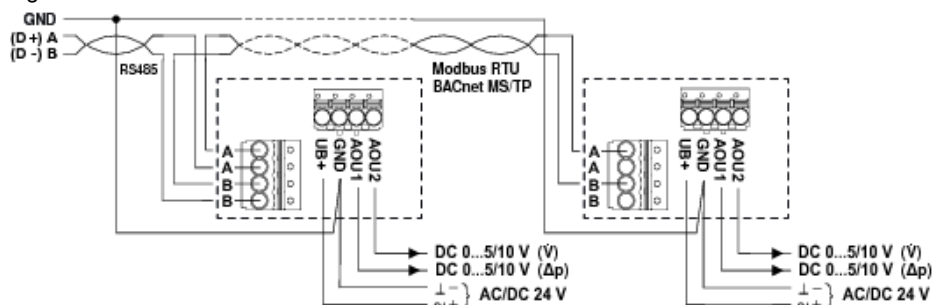 GND
(D+) A
(D-) B
RS485
Modbus RTU
BACnet MS/TP
A
A
B
B
UB+
GND
AOU1
AOU2
A
A
B
B
UB+
GND
AOU1
AOU2
DC 0...5/10 V (V̇)
DC 0...5/10 V (Δp)
⊥ - } AC/DC 24 V
DC 0...5/10 V (V̇)
DC 0...5/10 V (Δp)
⊥ - } AC/DC 24 V